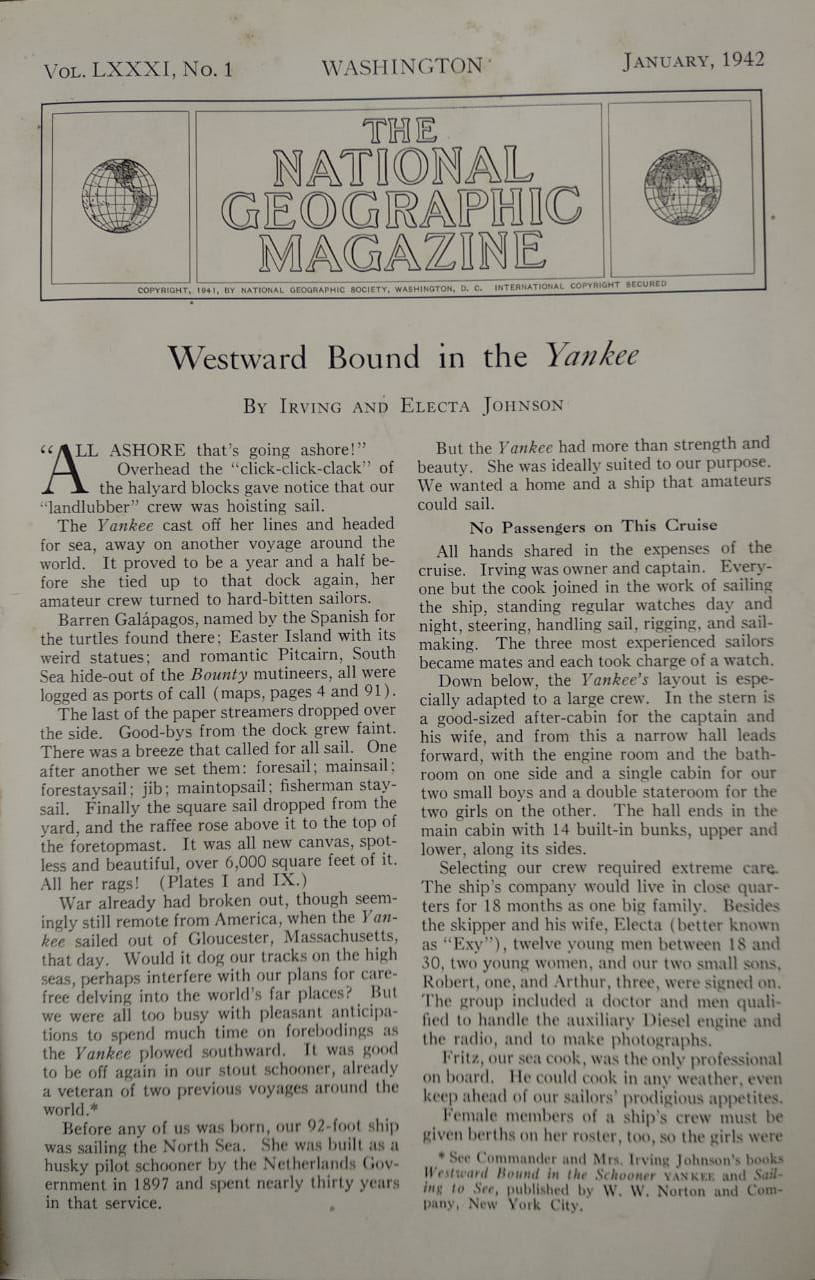 VOL. LXXXI, No. 1 WASHINGTON JANUARY, 1942
THE
NATIONAL
GEOGRAPHIC
MAGAZINE
COPYRIGHT, 1941, BY NATIONAL GEOGRAPHIC SOCIETY, WASHINGTON, D. C. INTERNATIONAL COPYRIGHT SECURED
Westward Bound in the Yankee
BY IRVING AND ELECTA JOHNSON
“ALL ASHORE that’s going ashore!”
Overhead the “click-click-clack” of
the halyard blocks gave notice that our
“landlubber” crew was hoisting sail.
The Yankee cast off her lines and headed
for sea, away on another voyage around the
world. It proved to be a year and a half be-
fore she tied up to that dock again, her
amateur crew turned to hard-bitten sailors.
Barren Galápagos, named by the Spanish for
the turtles found there; Easter Island with its
weird statues; and romantic Pitcairn, South
Sea hide-out of the Bounty mutineers, all were
logged as ports of call (maps, pages 4 and 91).
The last of the paper streamers dropped over
the side. Good-bys from the dock grew faint.
There was a breeze that called for all sail. One
after another we set them: foresail; mainsail;
forestaysail; jib; maintopsail; fisherman stay-
sail. Finally the square sail dropped from the
yard, and the raffee rose above it to the top of
the foretopmast. It was all new canvas, spot-
less and beautiful, over 6,000 square feet of it.
All her rags! (Plates I and IX.)
War already had broken out, though seem-
ingly still remote from America, when the Yan-
kee sailed out of Gloucester, Massachusetts,
that day. Would it dog our tracks on the high
seas, perhaps interfere with our plans for care-
free delving into the world’s far places? But
we were all too busy with pleasant anticipa-
tions to spend much time on forebodings as
the Yankee plowed southward. It was good
to be off again in our stout schooner, already
a veteran of two previous voyages around the
world.*
Before any of us was born, our 92-foot ship
was sailing the North Sea. She was built as a
husky pilot schooner by the Netherlands Gov-
ernment in 1897 and spent nearly thirty years
in that service.
But the Yankee had more than strength and
beauty. She was ideally suited to our purpose.
We wanted a home and a ship that amateurs
could sail.
No Passengers on This Cruise
All hands shared in the expenses of the
cruise. Irving was owner and captain. Every-
one but the cook joined in the work of sailing
the ship, standing regular watches day and
night, steering, handling sail, rigging, and sail-
making. The three most experienced sailors
became mates and each took charge of a watch.
Down below, the Yankee’s layout is espe-
cially adapted to a large crew. In the stern is
a good-sized after-cabin for the captain and
his wife, and from this a narrow hall leads
forward, with the engine room and the bath-
room on one side and a single cabin for our
two small boys and a double stateroom for the
two girls on the other. The hall ends in the
main cabin with 14 built-in bunks, upper and
lower, along its sides.
Selecting our crew required extreme care.
The ship’s company would live in close quar-
ters for 18 months as one big family. Besides
the skipper and his wife, Electa (better known
as “Exy”), twelve young men between 18 and
30, two young women, and our two small sons,
Robert, one, and Arthur, three, were signed on.
The group included a doctor and men quali-
fied to handle the auxiliary Diesel engine and
the radio, and to make photographs.
Fritz, our sea cook, was the only professional
on board. He could cook in any weather, even
keep ahead of our sailors’ prodigious appetites.
Female members of a ship’s crew must be
given berths on her roster, too, so the girls were
* See Commander and Mrs. Irving Johnson’s books
Westward Bound in the Schooner YANKEE and Sail-
ing to See, published by W. W. Norton and Com-
pany, New York City.